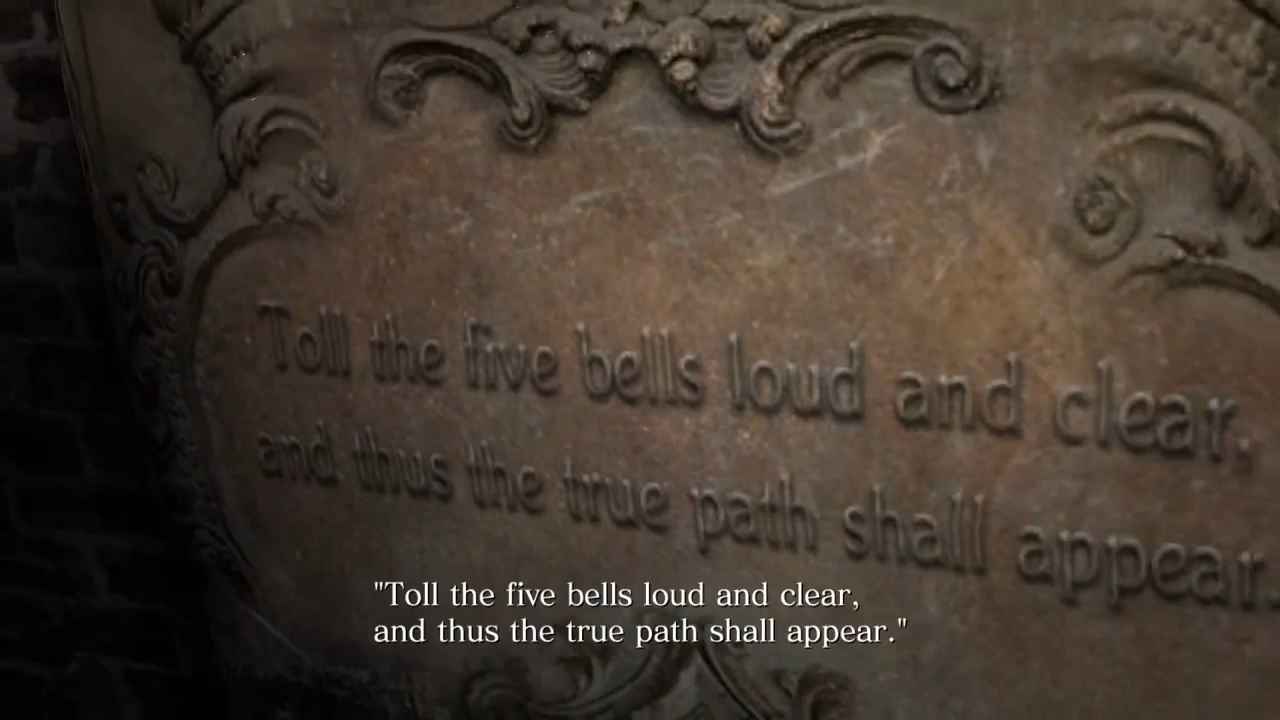 Toll the five bells loud and clear,
and thus the true path shall appear.
"Toll the five bells loud and clear,
and thus the true path shall appear."